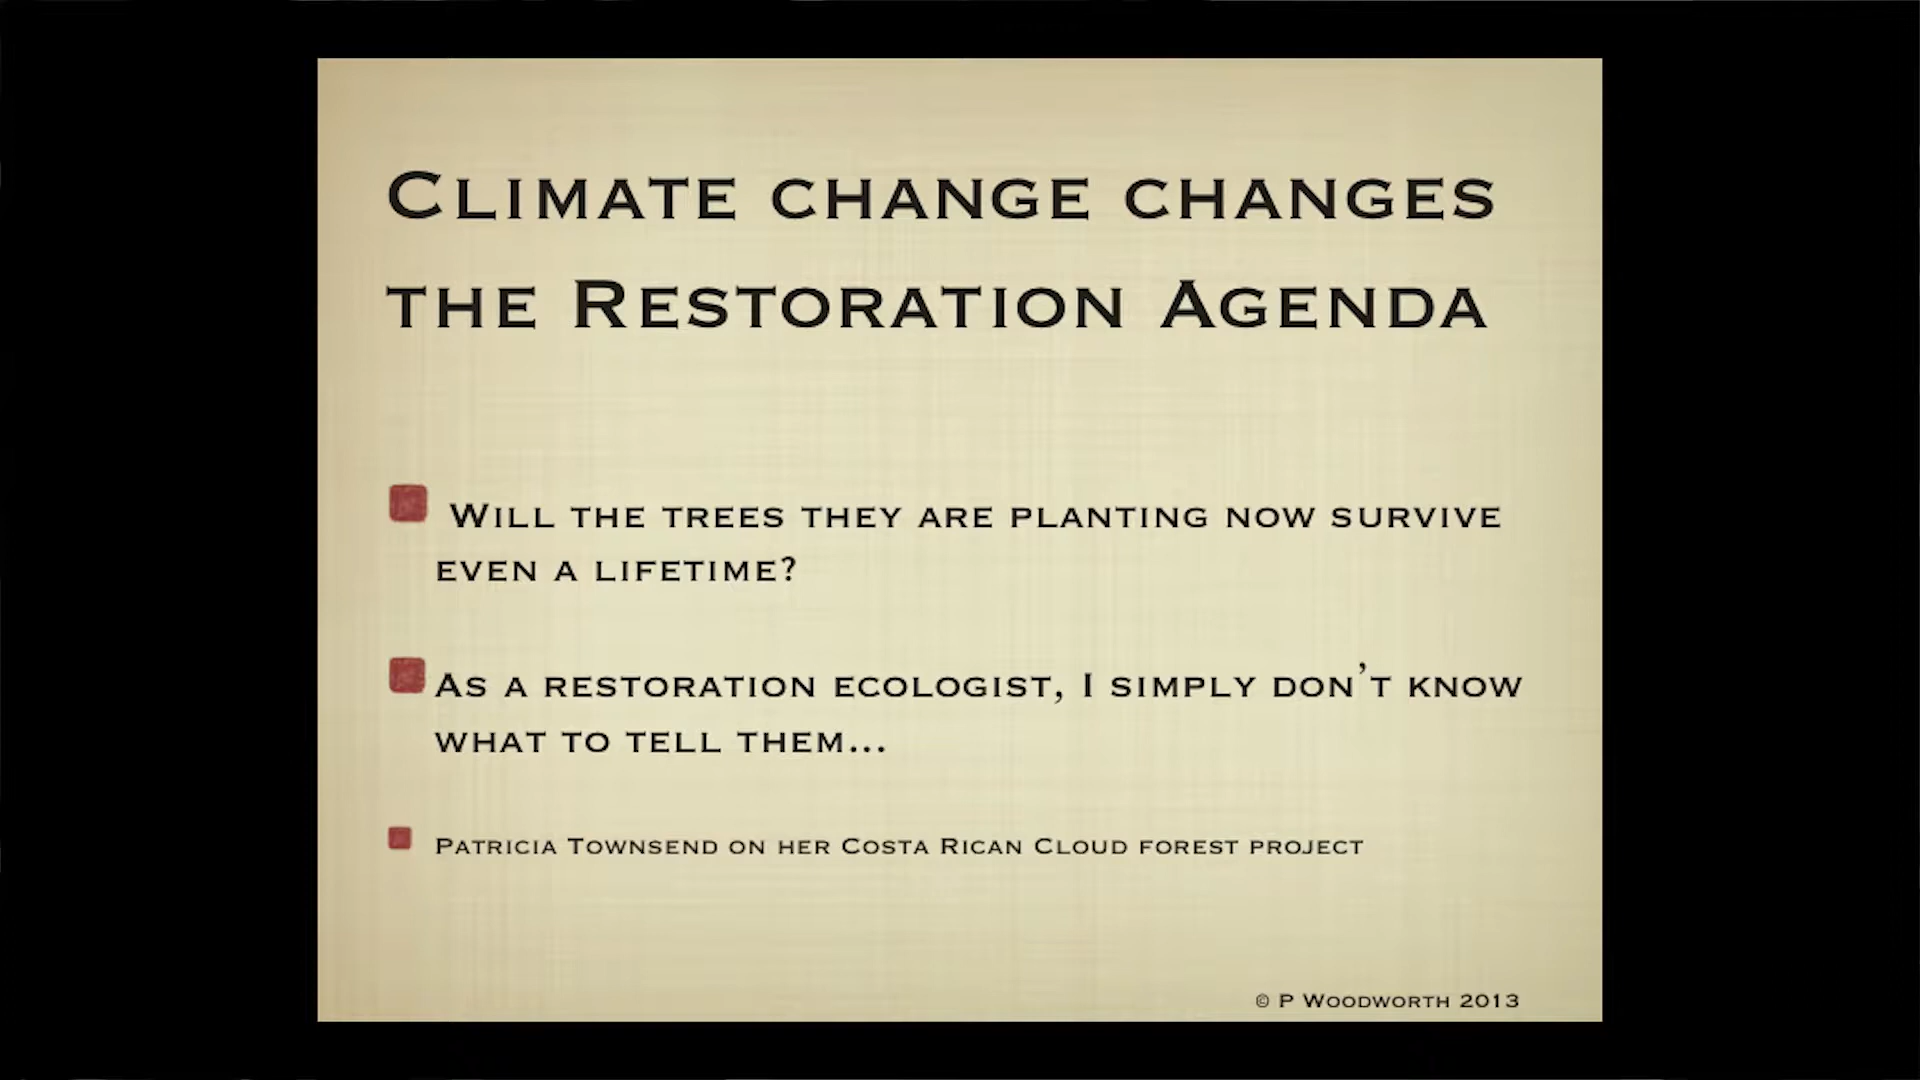 Climate change changes
the Restoration Agenda
Will the trees they are planting now survive
even a lifetime?
As a restoration ecologist, I simply don't know
what to tell them...
Patricia Townsend on her Costa Rican Cloud forest project
© P Woodworth 2013